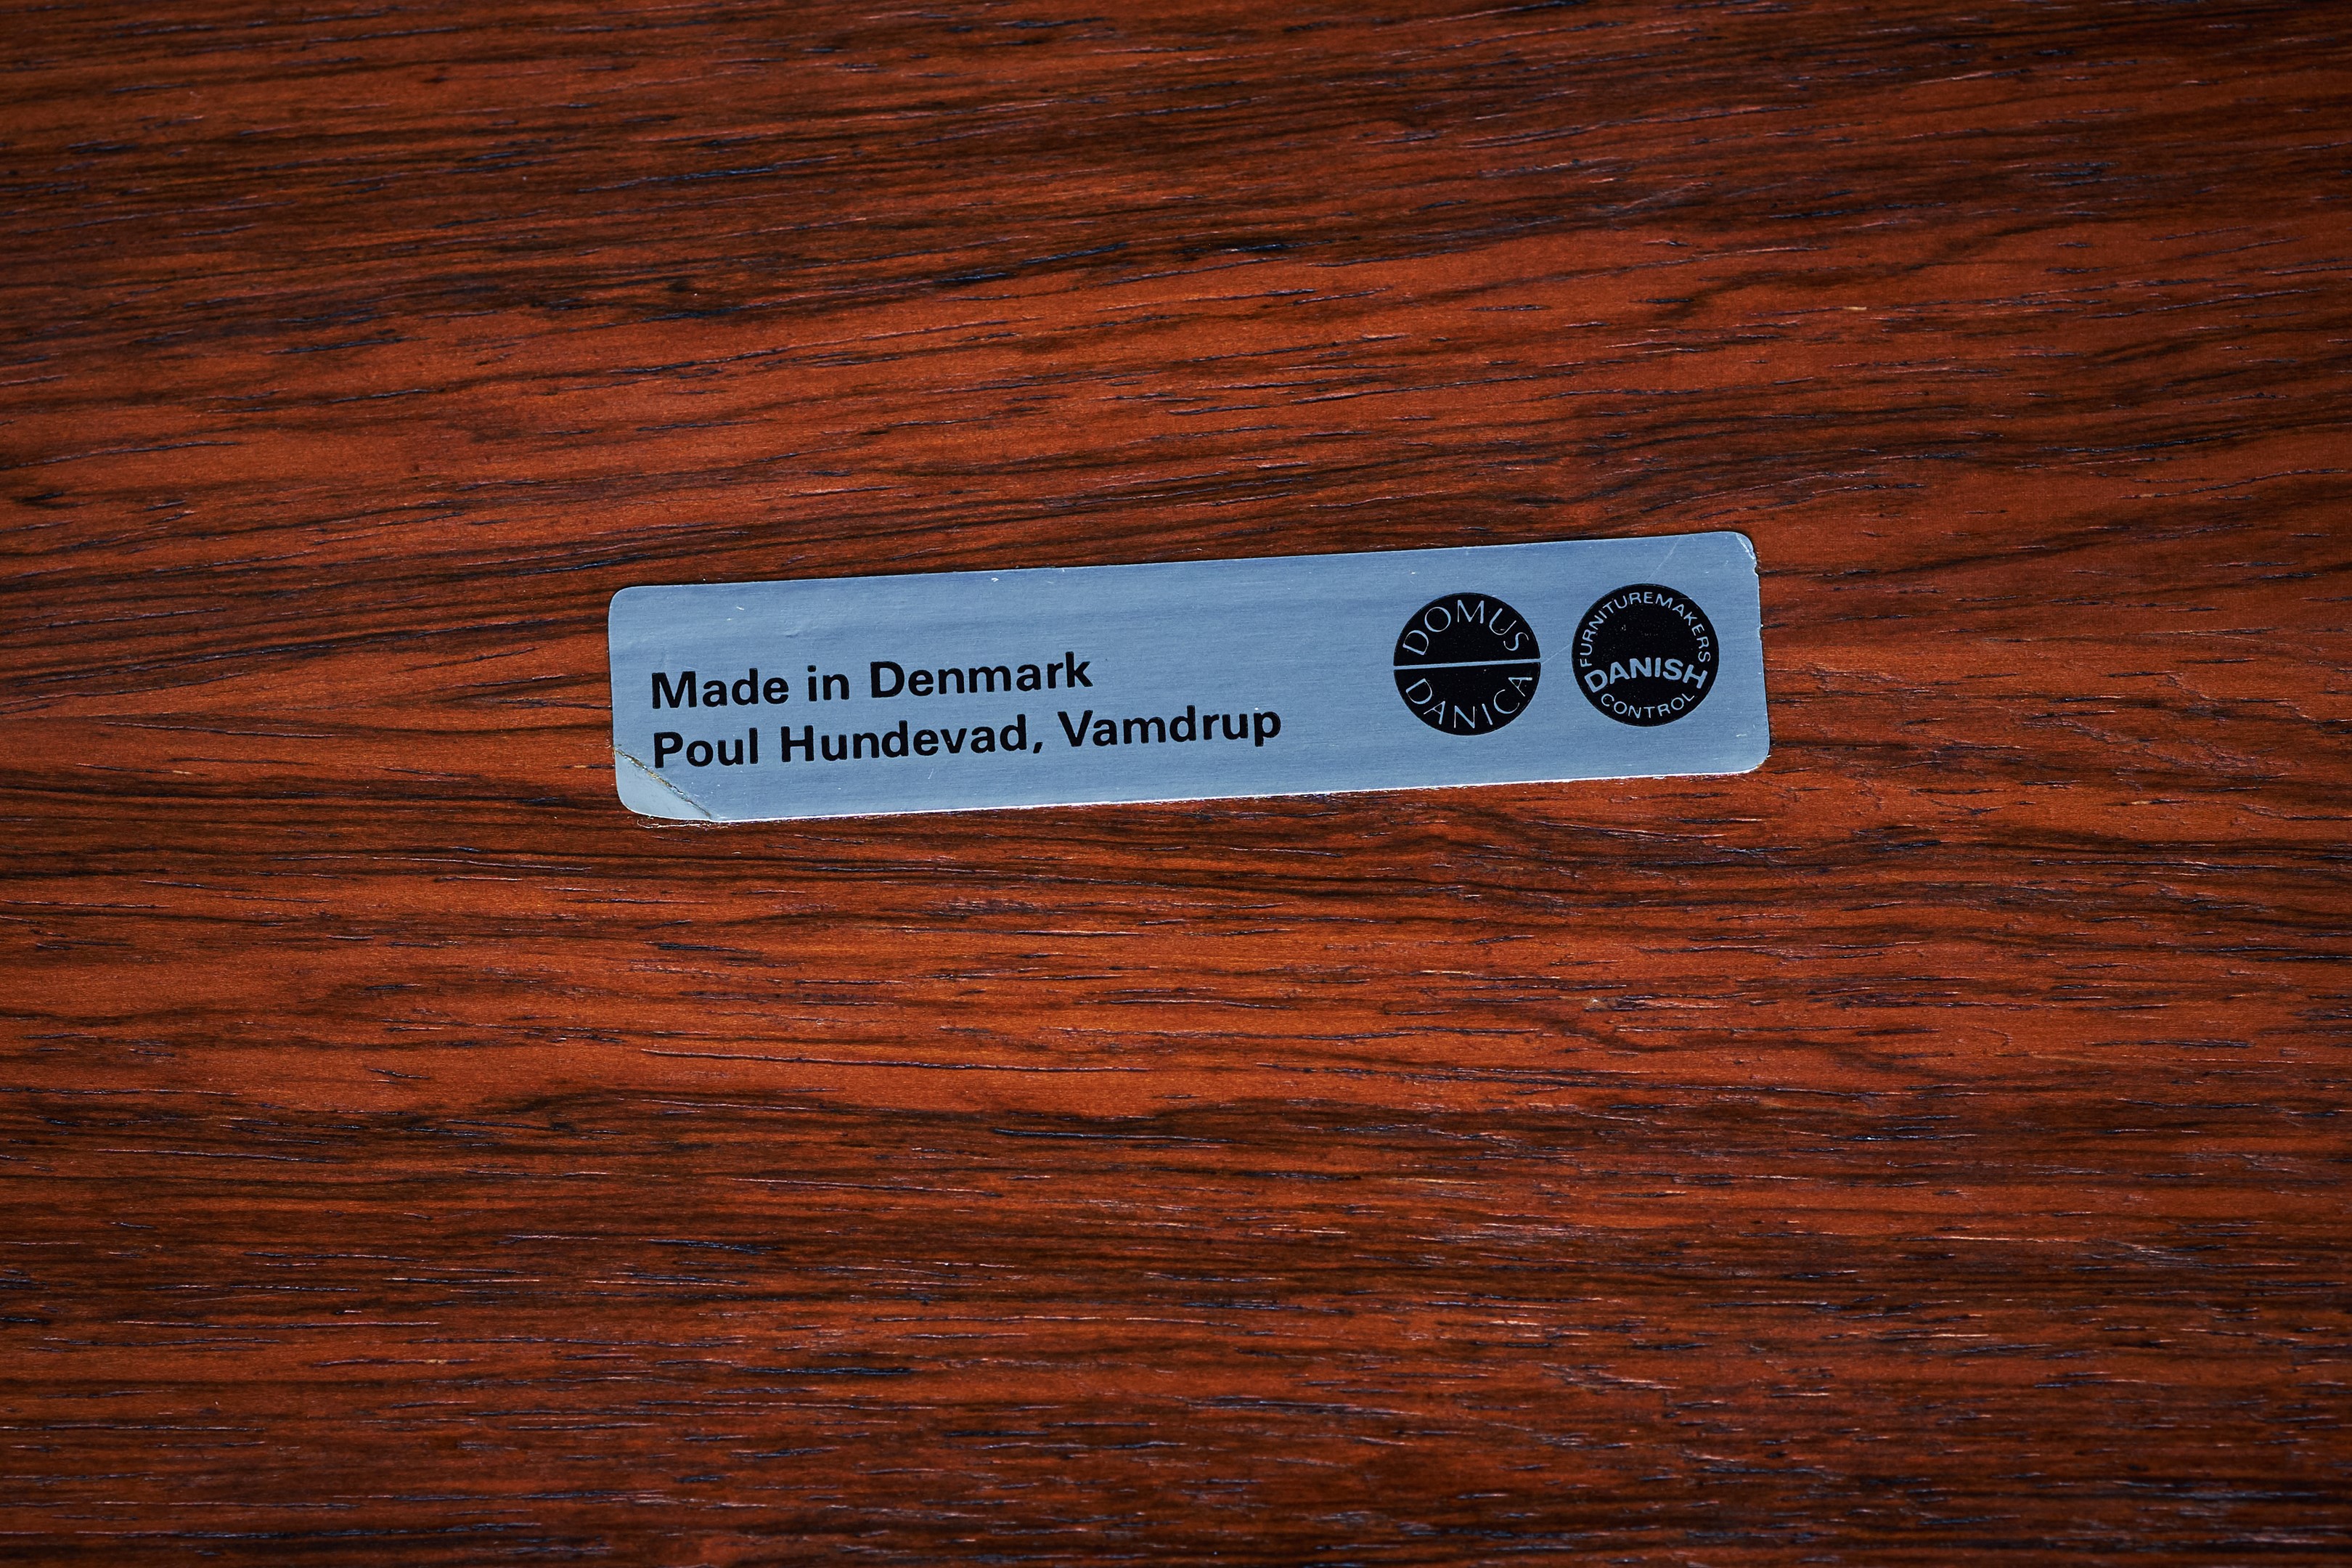 Made in Denmark
Poul Hundevad, Vamdrup
DOMUS
DANICA
FURNITUREMAKERS
DANISH
CONTROL